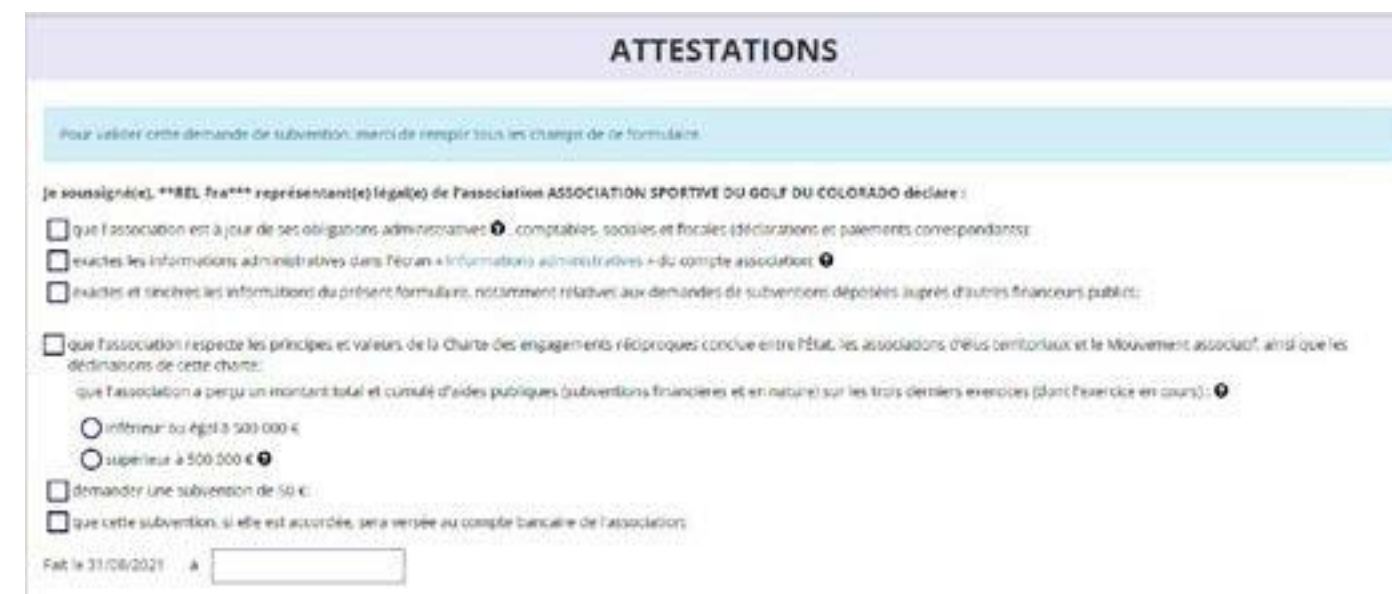 ATTESTATIONS
Pour valider cette demande de subvention, merci de remplir tous les champs de ce formulaire
Je soussigné(e), **REL Fra*** représentant(e) légal(e) de l'association ASSOCIATION SPORTIVE DU GOLF DU COLORADO déclare :
que l'association est à jour de ses obligations administratives , comptables, sociales et fiscales (déclarations et paiements correspondants);
exactes les informations administratives dans l'écran « Informations administratives » du compte association;
exactes et sincères les informations du présent formulaire, notamment relatives aux demandes de subventions déposées auprès d'autres financeurs publics;
que l'association respecte les principes et valeurs de la Charte des engagements réciproques conclue entre l'État, les associations d'élus territoriaux et le Mouvement associatif, ainsi que les
déclinaisons de cette charte;
que l'association a perçu un montant total et cumulé d'aides publiques (subventions financières et en nature) sur les trois derniers exercices (dont l'exercice en cours) :
inférieur ou égal à 500 000 €
supérieur à 500 000 €
demander une subvention de 50 €;
que cette subvention, si elle est accordée, sera versée au compte bancaire de l'association;
Fait le 31/08/2021 à